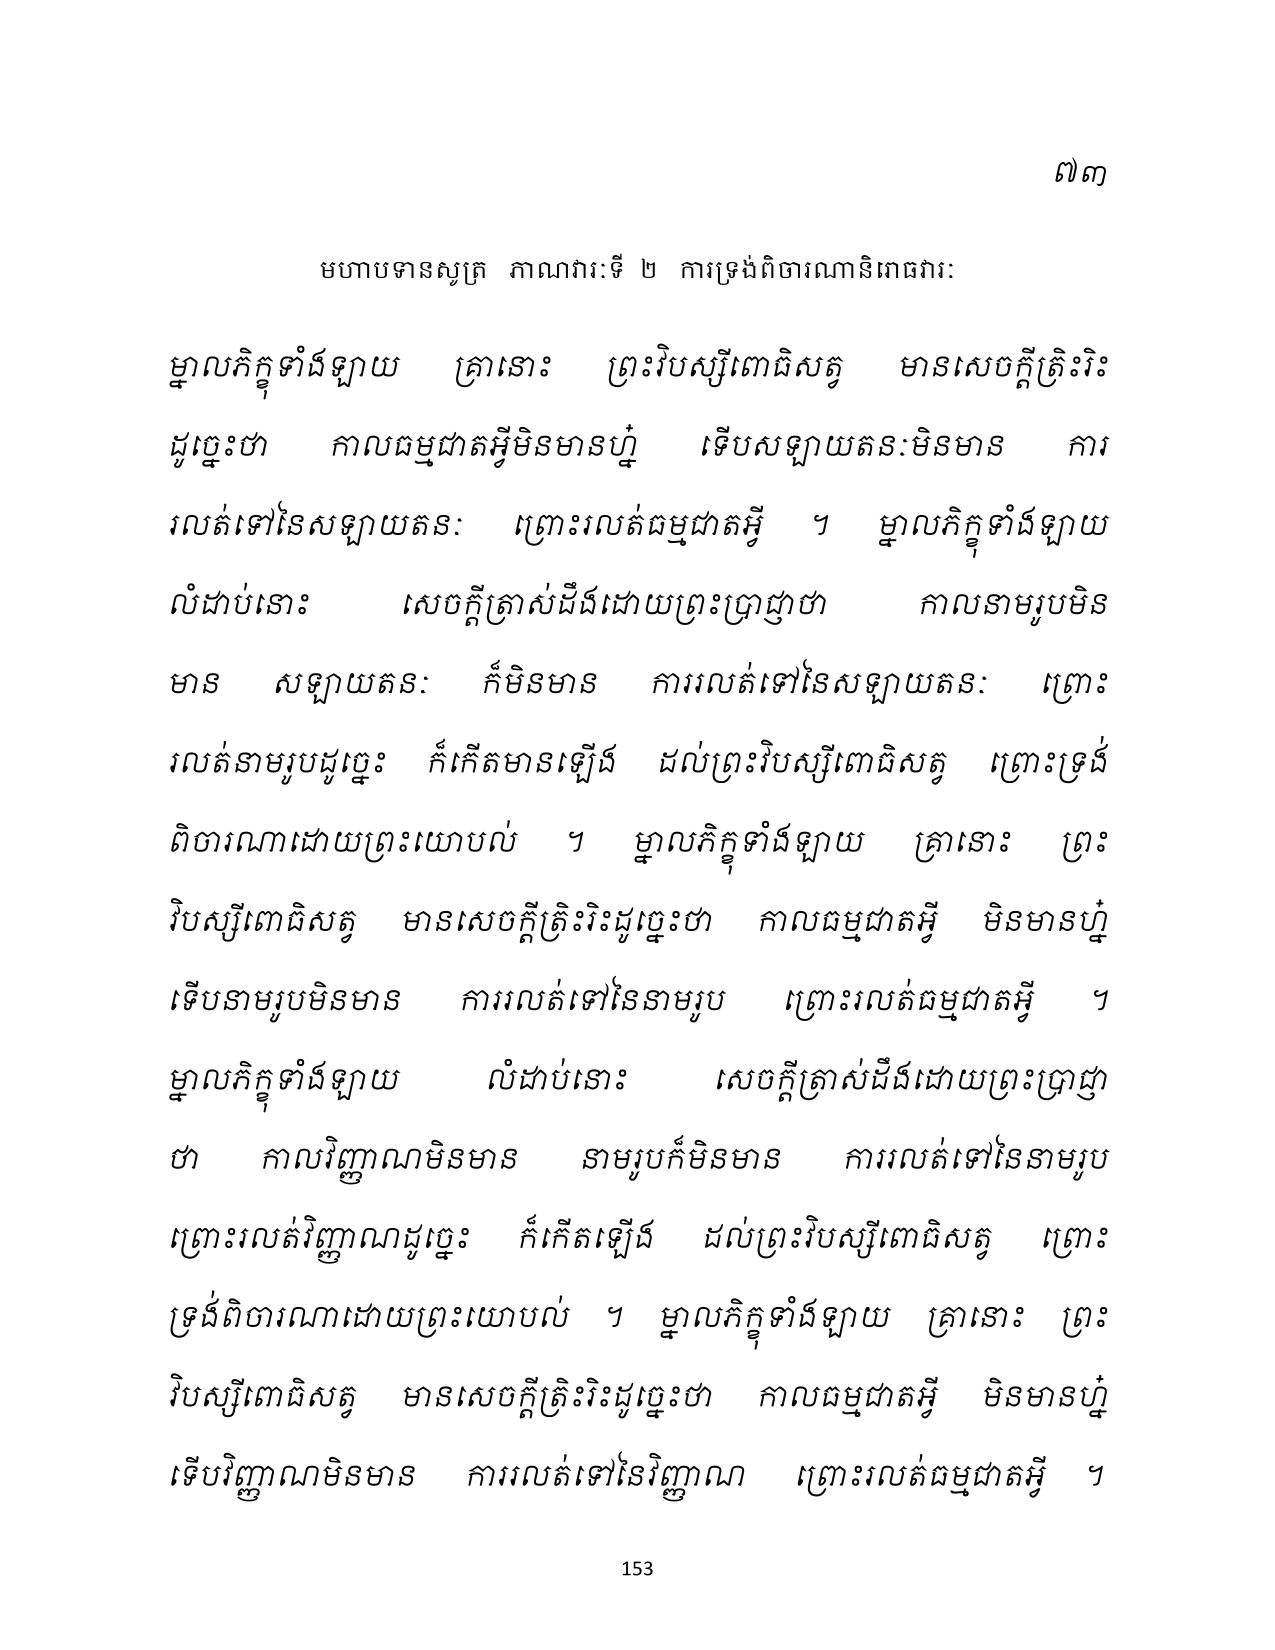 ៧៣
មហាបទានសូត្រ ភាណវារៈទី ២ ការទ្រង់ពិចារណានិរោធវារៈ
ម្នាលភិក្ខុទាំងឡាយ គ្រានោះ ព្រះវិបស្សីពោធិសត្វ មានសេចក្តីត្រិះរិះ
ដូច្នេះថា កាលធម្មជាតអ្វីមិនមានហ្ន៎ ទើបសឡាយតនៈមិនមាន ការ
រលត់ទៅនៃសឡាយតនៈ ព្រោះរលត់ធម្មជាតអ្វី ។ ម្នាលភិក្ខុទាំងឡាយ
លំដាប់នោះ សេចក្តីត្រាស់ដឹងដោយព្រះប្រាជ្ញាថា កាលនាមរូបមិន
មាន សឡាយតនៈ ក៏មិនមាន ការរលត់ទៅនៃសឡាយតនៈ ព្រោះ
រលត់នាមរូបដូច្នេះ ក៏កើតមានឡើង ដល់ព្រះវិបស្សីពោធិសត្វ ព្រោះទ្រង់
ពិចារណាដោយព្រះយោបល់ ។ ម្នាលភិក្ខុទាំងឡាយ គ្រានោះ ព្រះ
វិបស្សីពោធិសត្វ មានសេចក្តីត្រិះរិះដូច្នេះថា កាលធម្មជាតអ្វី មិនមានហ្ន៎
ទើបនាមរូបមិនមាន ការរលត់ទៅនៃនាមរូប ព្រោះរលត់ធម្មជាតអ្វី ។
ម្នាលភិក្ខុទាំងឡាយ លំដាប់នោះ សេចក្តីត្រាស់ដឹងដោយព្រះប្រាជ្ញា
ថា កាលវិញ្ញាណមិនមាន នាមរូបក៏មិនមាន ការរលត់ទៅនៃនាមរូប
ព្រោះរលត់វិញ្ញាណដូច្នេះ ក៏កើតឡើង ដល់ព្រះវិបស្សីពោធិសត្វ ព្រោះ
ទ្រង់ពិចារណាដោយព្រះយោបល់ ។ ម្នាលភិក្ខុទាំងឡាយ គ្រានោះ ព្រះ
វិបស្សីពោធិសត្វ មានសេចក្តីត្រិះរិះដូច្នេះថា កាលធម្មជាតអ្វី មិនមានហ្ន៎
ទើបវិញ្ញាណមិនមាន ការរលត់ទៅនៃវិញ្ញាណ ព្រោះរលត់ធម្មជាតអ្វី ។
153